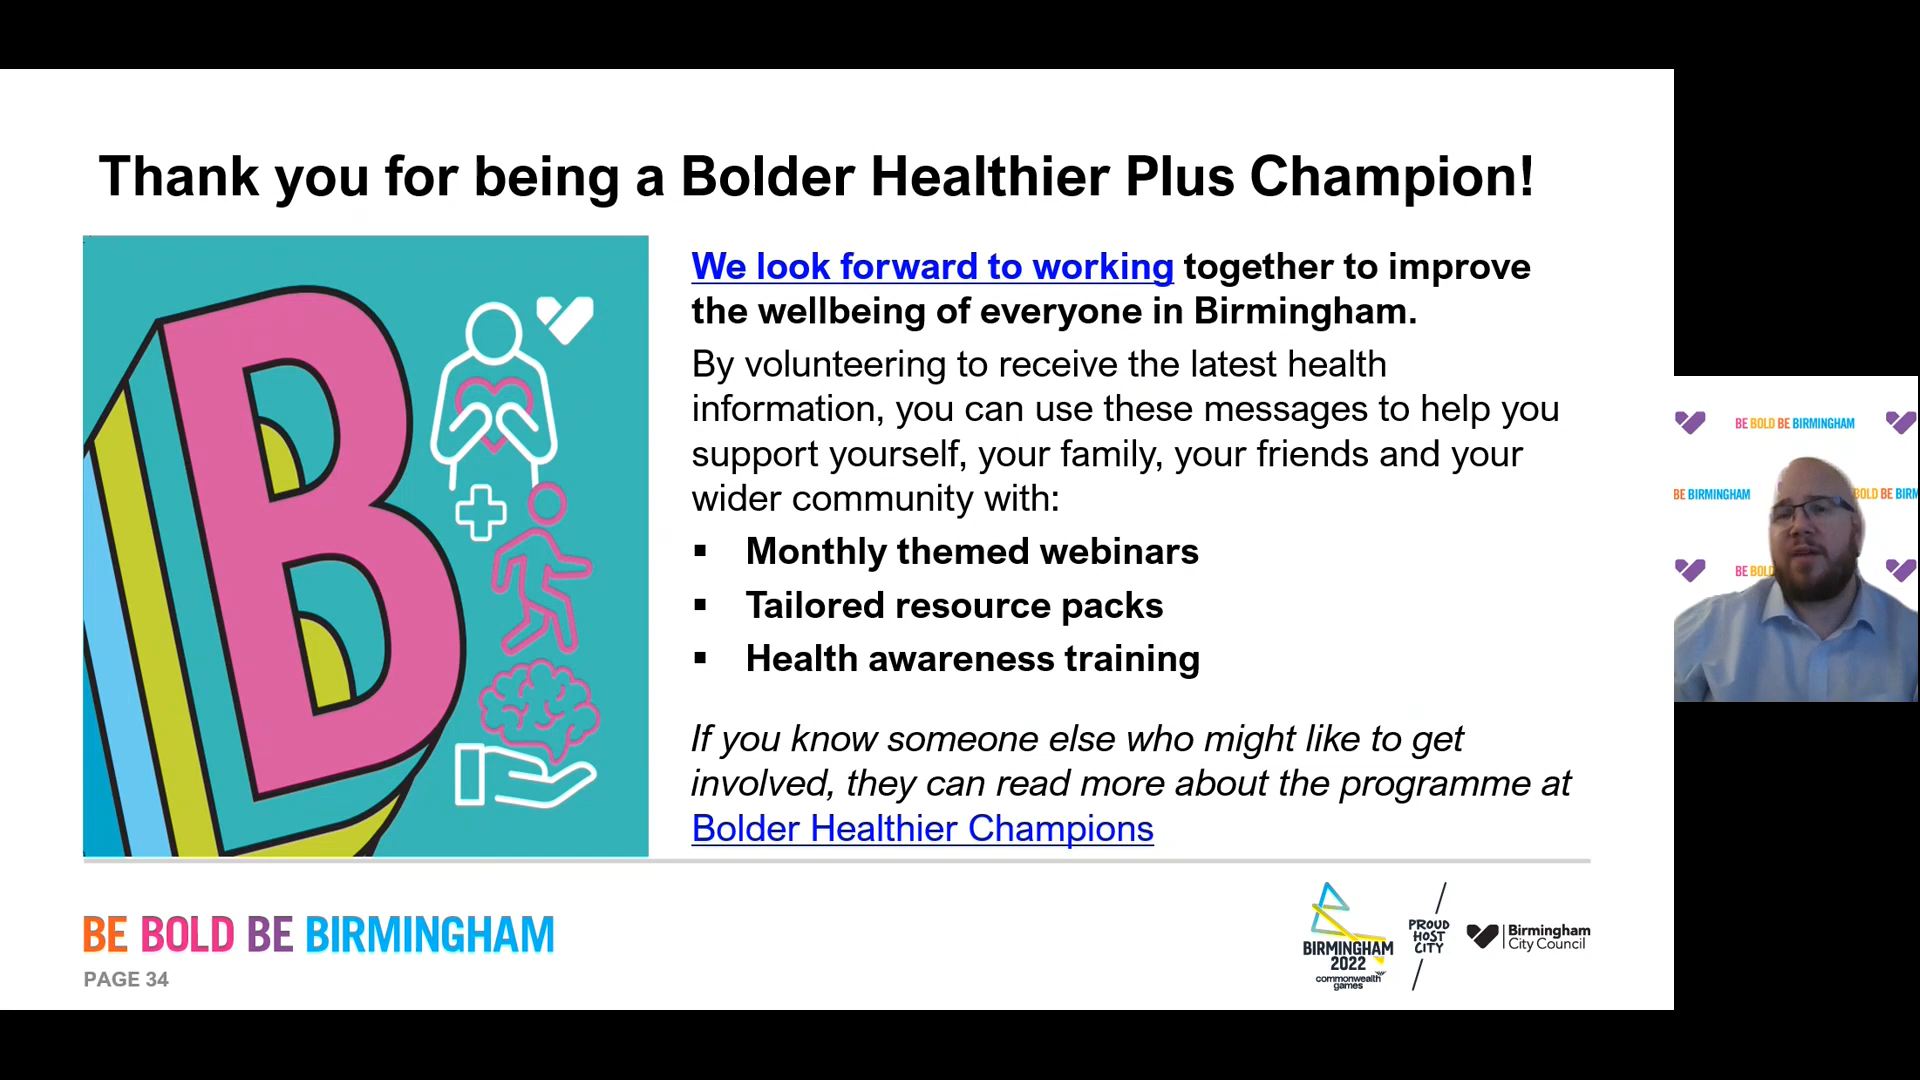 Thank you for being a Bolder Healthier Plus Champion!
We look forward to working together to improve
the wellbeing of everyone in Birmingham.
By volunteering to receive the latest health
information, you can use these messages to help you
support yourself, your family, your friends and your
wider community with:
▪ Monthly themed webinars
▪ Tailored resource packs
▪ Health awareness training
If you know someone else who might like to get
involved, they can read more about the programme at
Bolder Healthier Champions
B
BE BOLD BE BIRMINGHAM
PAGE 34
BIRMINGHAM
2022
commonwealth
games
PROUD
HOST
CITY
Birmingham
City Council
BE BOLD BE BIRMINGHAM
BE BIRMINGHAM
BOLD BE BIRM
BE BOLD